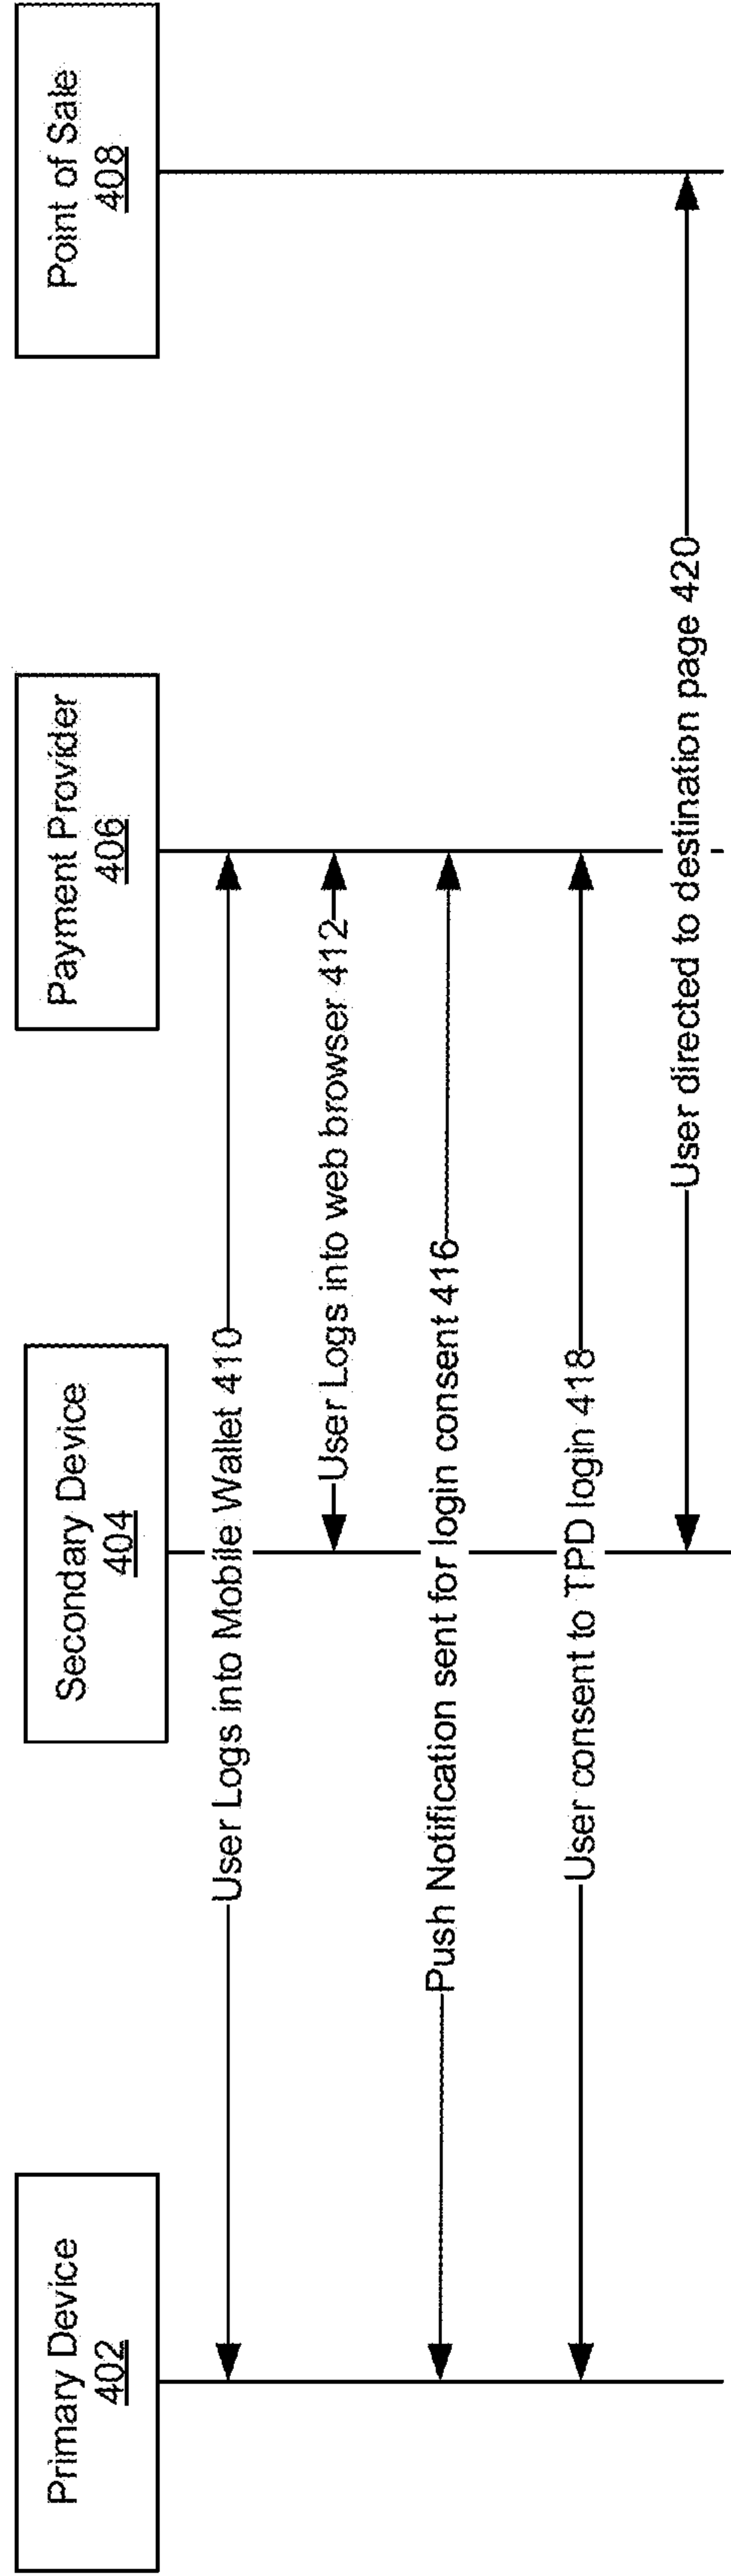 Primary Device
402
Secondary Device
404
Payment Provider
406
Point of Sale
408
User Logs into Mobile Wallet 410
User Logs into web browser 412
Push Notification sent for login consent 416
User consent to TPD login 418
User directed to destination page 420